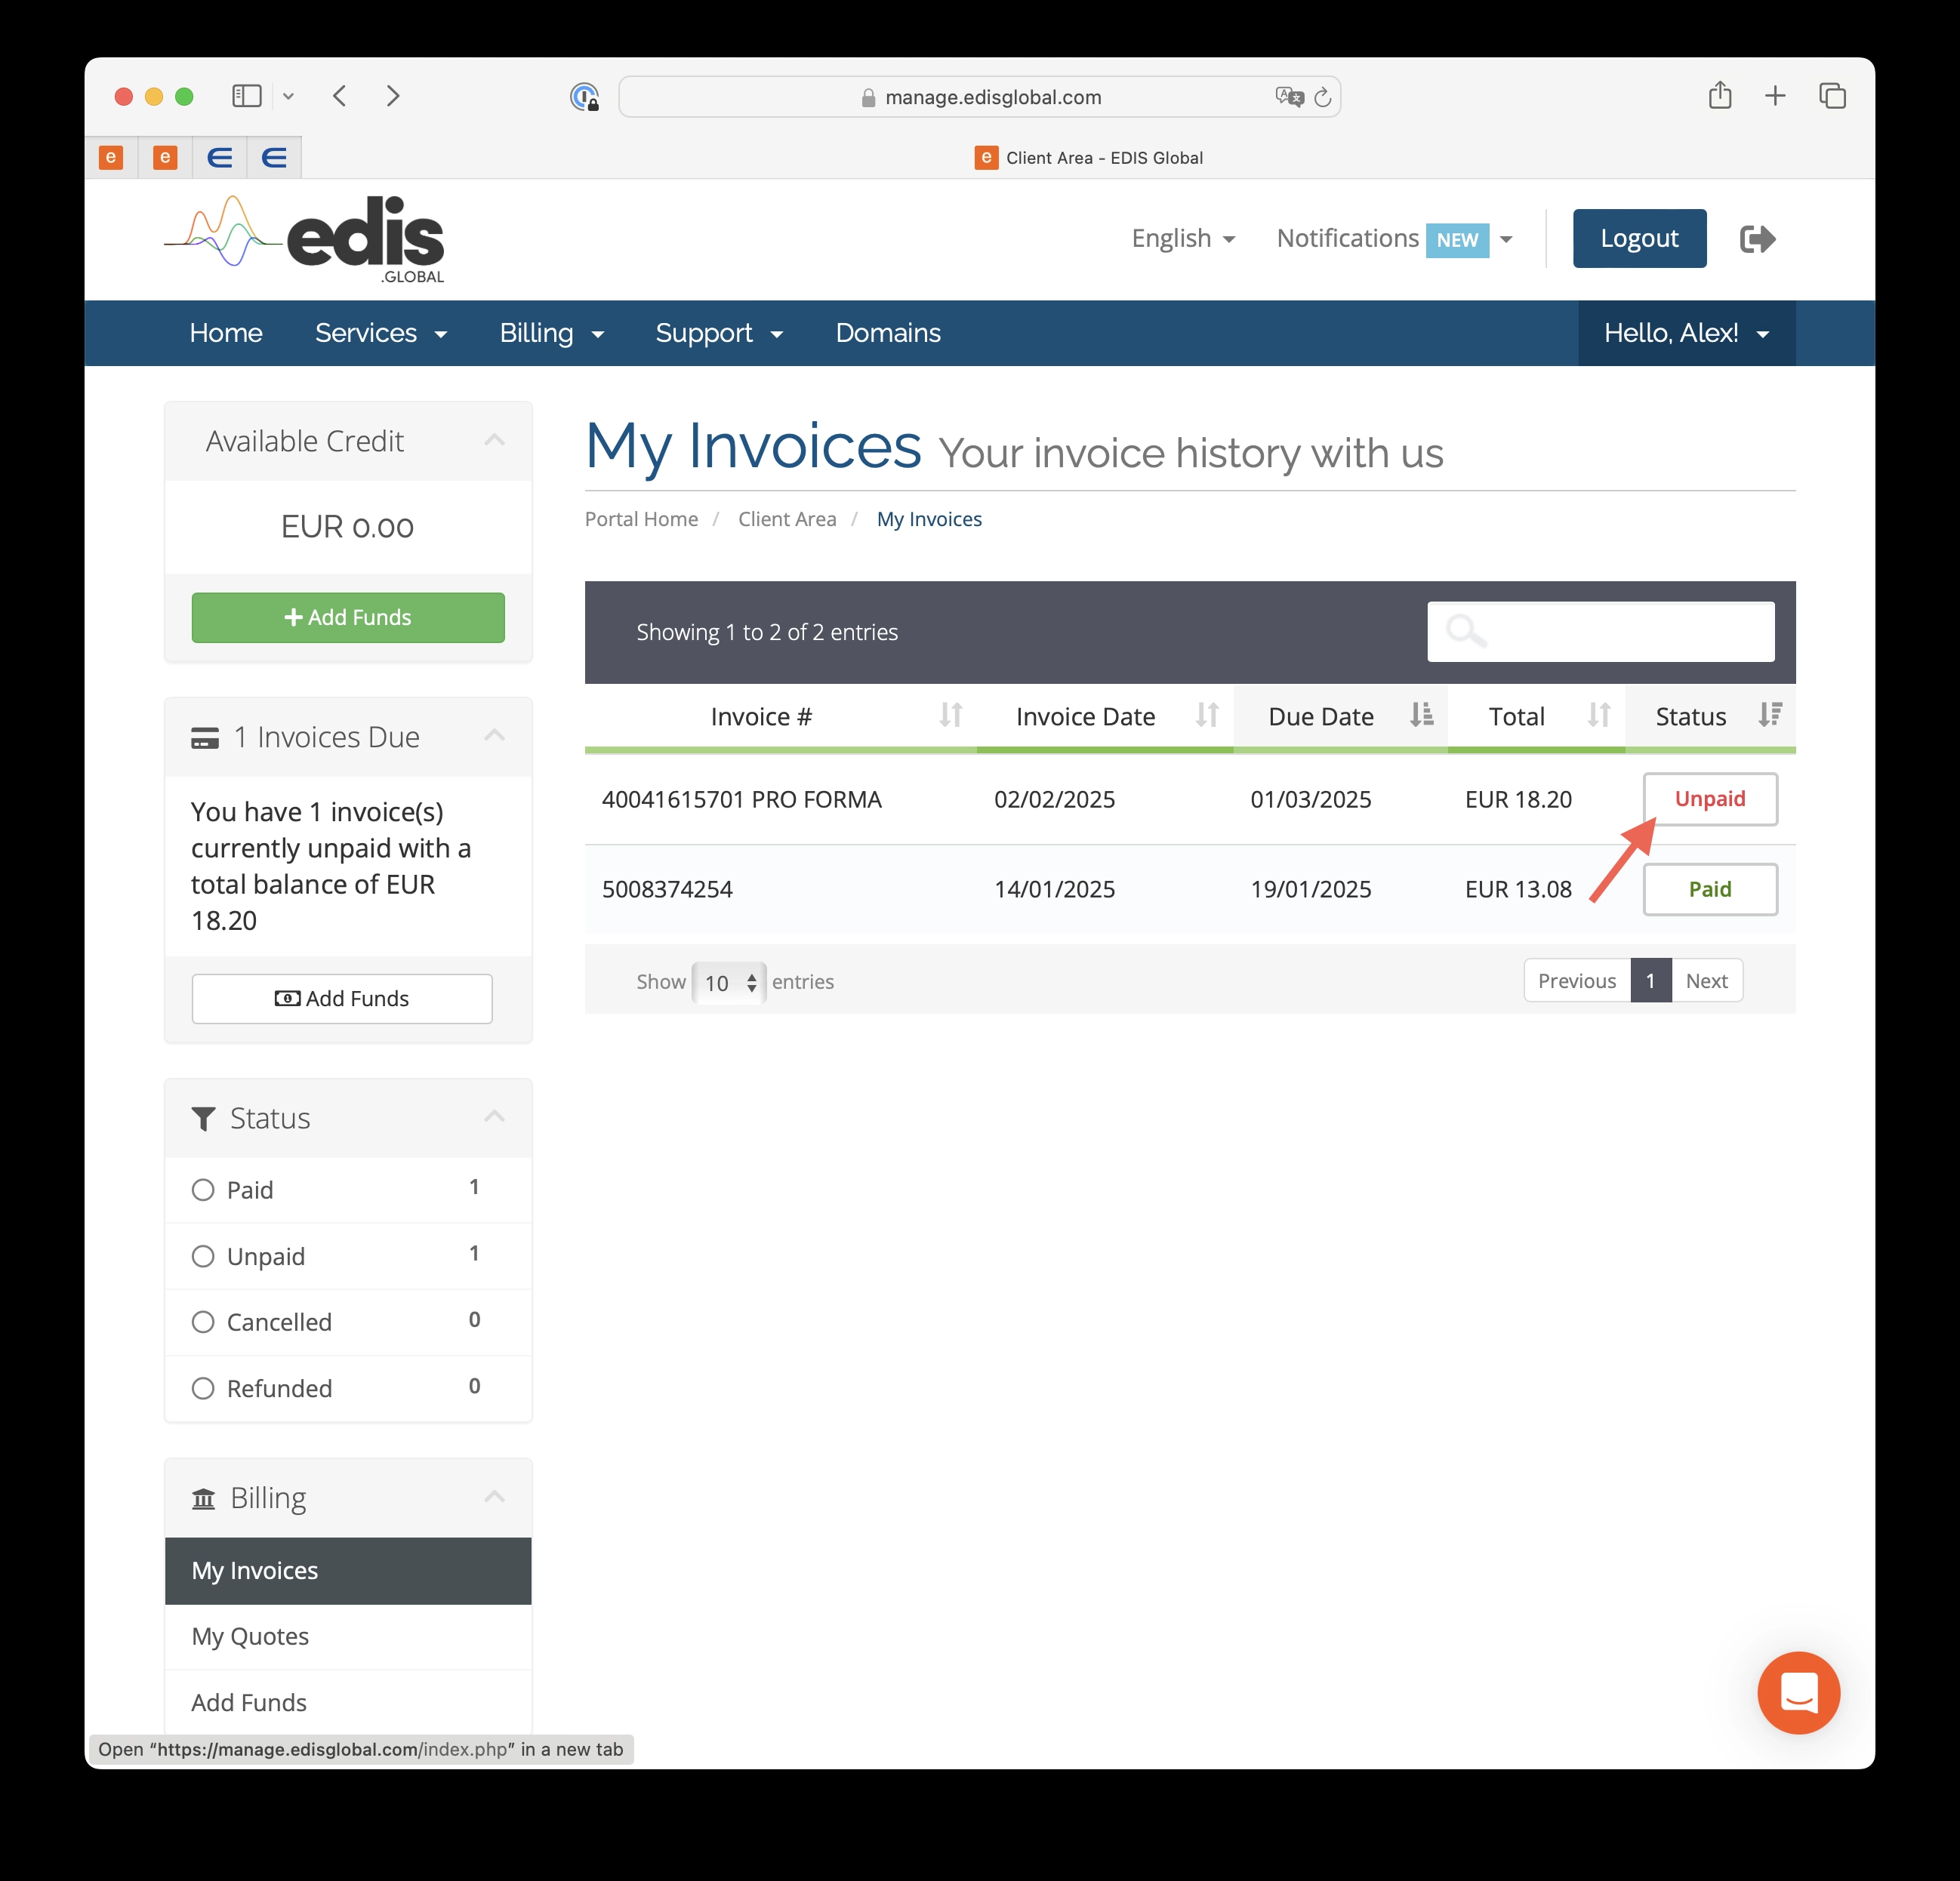 manage.edisglobal.com
e
e
e Client Area - EDIS Global
edis
.GLOBAL
English
Notifications NEW
Logout
Home Services Billing Support Domains Hello, Alex!
Available Credit
EUR 0.00
Add Funds
1 Invoices Due
You have 1 invoice(s)
currently unpaid with a
total balance of EUR
18.20
Add Funds
Status
Paid 1
Unpaid 1
Cancelled 0
Refunded 0
Billing
My Invoices
My Quotes
Add Funds
My Invoices Your invoice history with us
Portal Home / Client Area / My Invoices
Showing 1 to 2 of 2 entries
Invoice # Invoice Date Due Date Total Status
40041615701 PRO FORMA 02/02/2025 01/03/2025 EUR 18.20 Unpaid
5008374254 14/01/2025 19/01/2025 EUR 13.08 Paid
Show 10 entries
Previous 1 Next
Open “https://manage.edisglobal.com/index.php” in a new tab